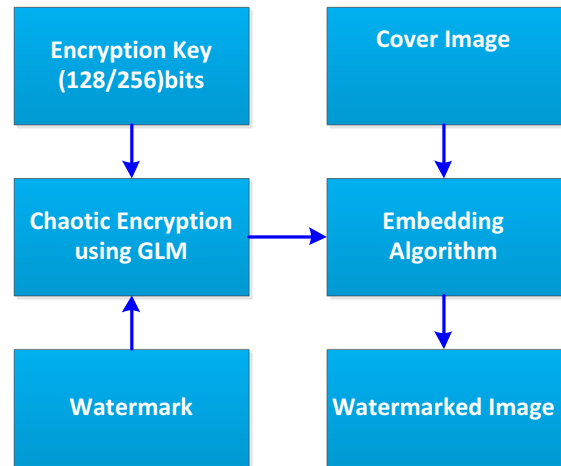 Encryption Key
(128/256)bits
Cover Image
Chaotic Encryption
using GLM
Embedding
Algorithm
Watermark
Watermarked Image